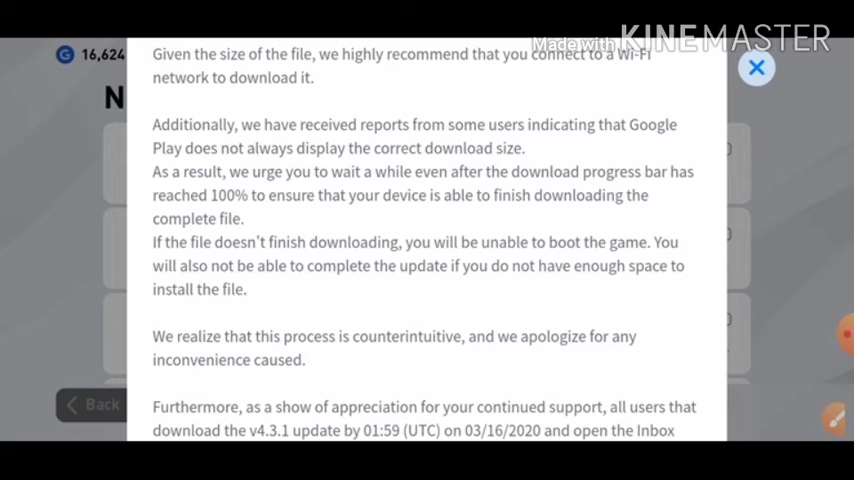 Made with KINEMASTER
16,624
Given the size of the file, we highly recommend that you connect to a Wi-Fi
network to download it.
N
Additionally, we have received reports from some users indicating that Google
Play does not always display the correct download size.
As a result, we urge you to wait a while even after the download progress bar has
reached 100% to ensure that your device is able to finish downloading the
complete file.
If the file doesn't finish downloading, you will be unable to boot the game. You
will also not be able to complete the update if you do not have enough space to
install the file.
We realize that this process is counterintuitive, and we apologize for any
inconvenience caused.
Back
Furthermore, as a show of appreciation for your continued support, all users that
download the v4.3.1 update by 01:59 (UTC) on 03/16/2020 and open the Inbox